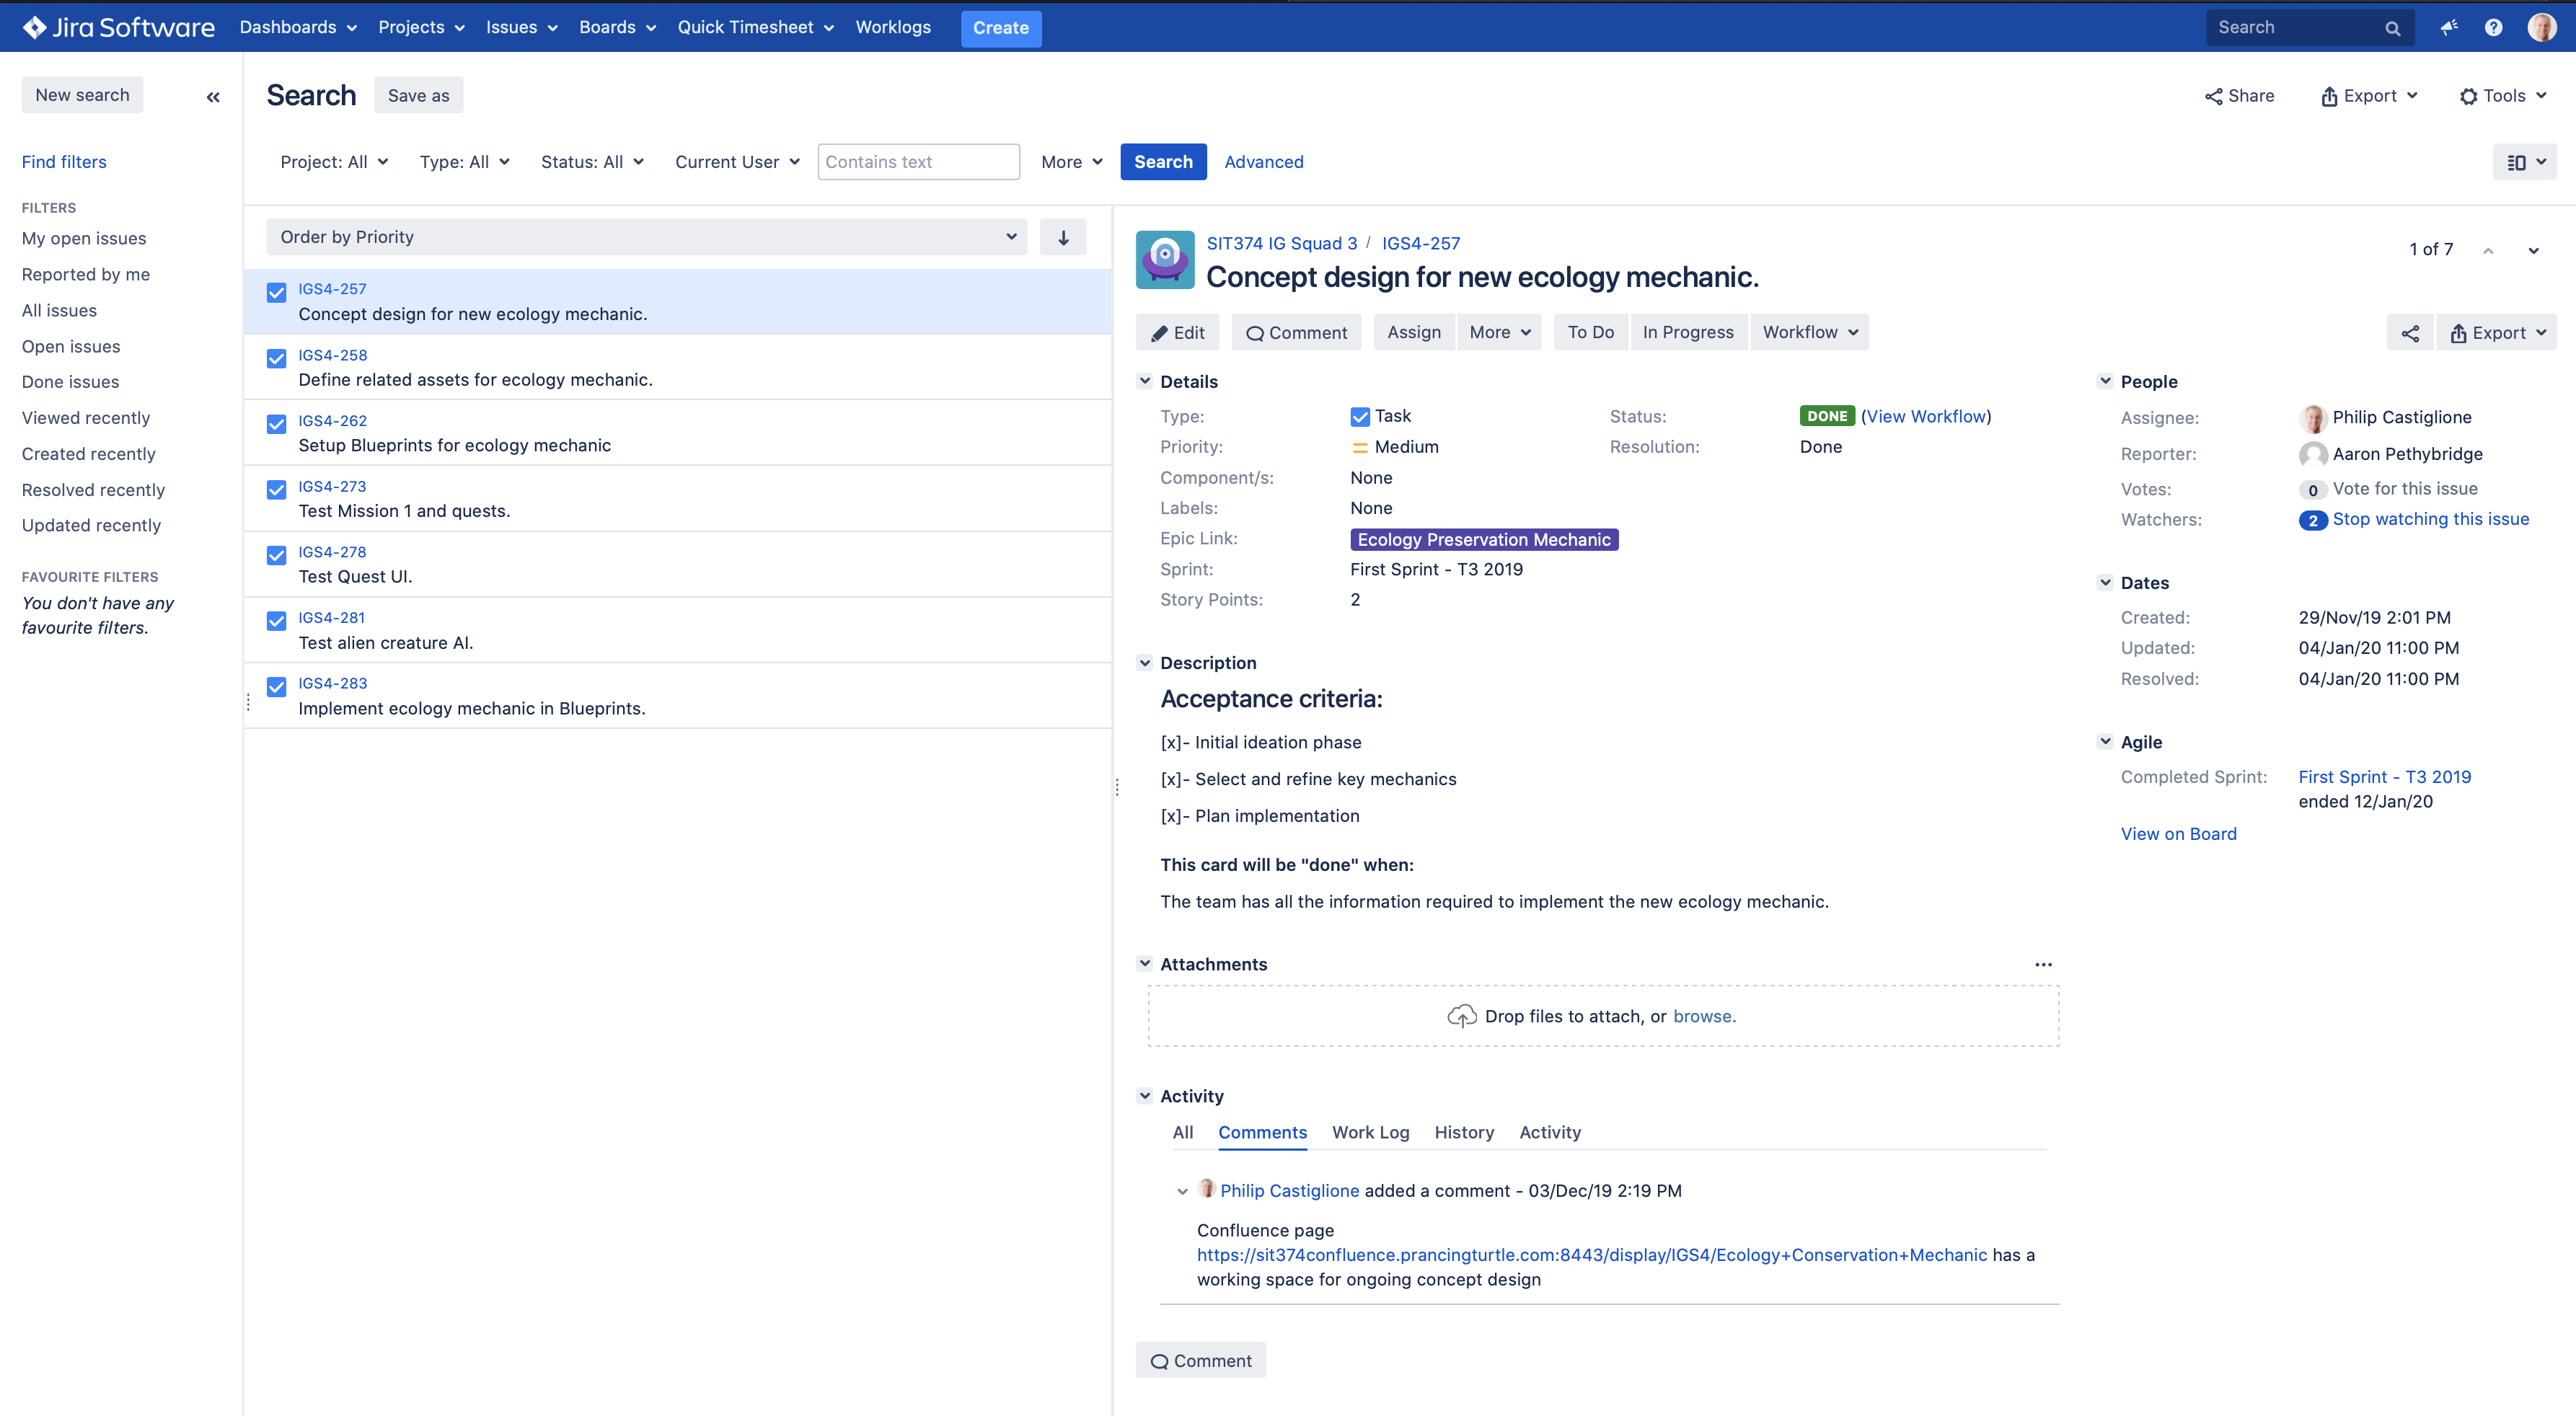 Jira Software Dashboards Projects Issues Boards Quick Timesheet Worklogs Create Search
New search
Find filters
FILTERS
My open issues
Reported by me
All issues
Open issues
Done issues
Viewed recently
Created recently
Resolved recently
Updated recently
FAVOURITE FILTERS
You don't have any
favourite filters.
Search Save as Share Export Tools
Project: All Type: All Status: All Current User Contains text More Search Advanced
Order by Priority
IGS4-257
Concept design for new ecology mechanic.
IGS4-258
Define related assets for ecology mechanic.
IGS4-262
Setup Blueprints for ecology mechanic
IGS4-273
Test Mission 1 and quests.
IGS4-278
Test Quest UI.
IGS4-281
Test alien creature AI.
IGS4-283
Implement ecology mechanic in Blueprints.
SIT374 IG Squad 3 / IGS4-257
1 of 7
Concept design for new ecology mechanic.
Edit Comment Assign More To Do In Progress Workflow Export
Details
Type: Task Status: DONE (View Workflow)
Priority: Medium Resolution: Done
Component/s: None
Labels: None
Epic Link: Ecology Preservation Mechanic
Sprint: First Sprint - T3 2019
Story Points: 2
Description
Acceptance criteria:
[x]- Initial ideation phase
[x]- Select and refine key mechanics
[x]- Plan implementation
This card will be "done" when:
The team has all the information required to implement the new ecology mechanic.
Attachments
Drop files to attach, or browse.
Activity
All Comments Work Log History Activity
Philip Castiglione added a comment - 03/Dec/19 2:19 PM
Confluence page
https://sit374confluence.prancingturtle.com:8443/display/IGS4/Ecology+Conservation+Mechanic has a
working space for ongoing concept design
Comment
People
Assignee: Philip Castiglione
Reporter: Aaron Pethybridge
Votes: 0 Vote for this issue
Watchers: 2 Stop watching this issue
Dates
Created: 29/Nov/19 2:01 PM
Updated: 04/Jan/20 11:00 PM
Resolved: 04/Jan/20 11:00 PM
Agile
Completed Sprint: First Sprint - T3 2019
ended 12/Jan/20
View on Board